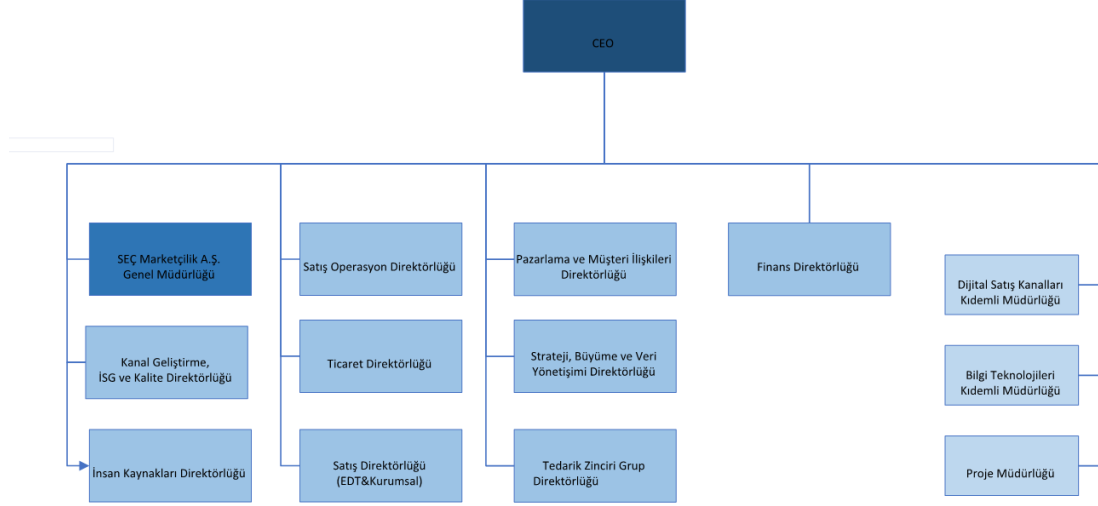 CEO
SEÇ Marketçilik A.Ş.
Genel Müdürlüğü
Satış Operasyon Direktörlüğü
Pazarlama ve Müşteri İlişkileri
Direktörlüğü
Finans Direktörlüğü
Dijital Satış Kanalları
Kıdemli Müdürlüğü
Kanal Geliştirme,
İSG ve Kalite Direktörlüğü
Ticaret Direktörlüğü
Strateji, Büyüme ve Veri
Yönetişimi Direktörlüğü
Bilgi Teknolojileri
Kıdemli Müdürlüğü
İnsan Kaynakları Direktörlüğü
Satış Direktörlüğü
(EDT&Kurumsal)
Tedarik Zinciri Grup
Direktörlüğü
Proje Müdürlüğü